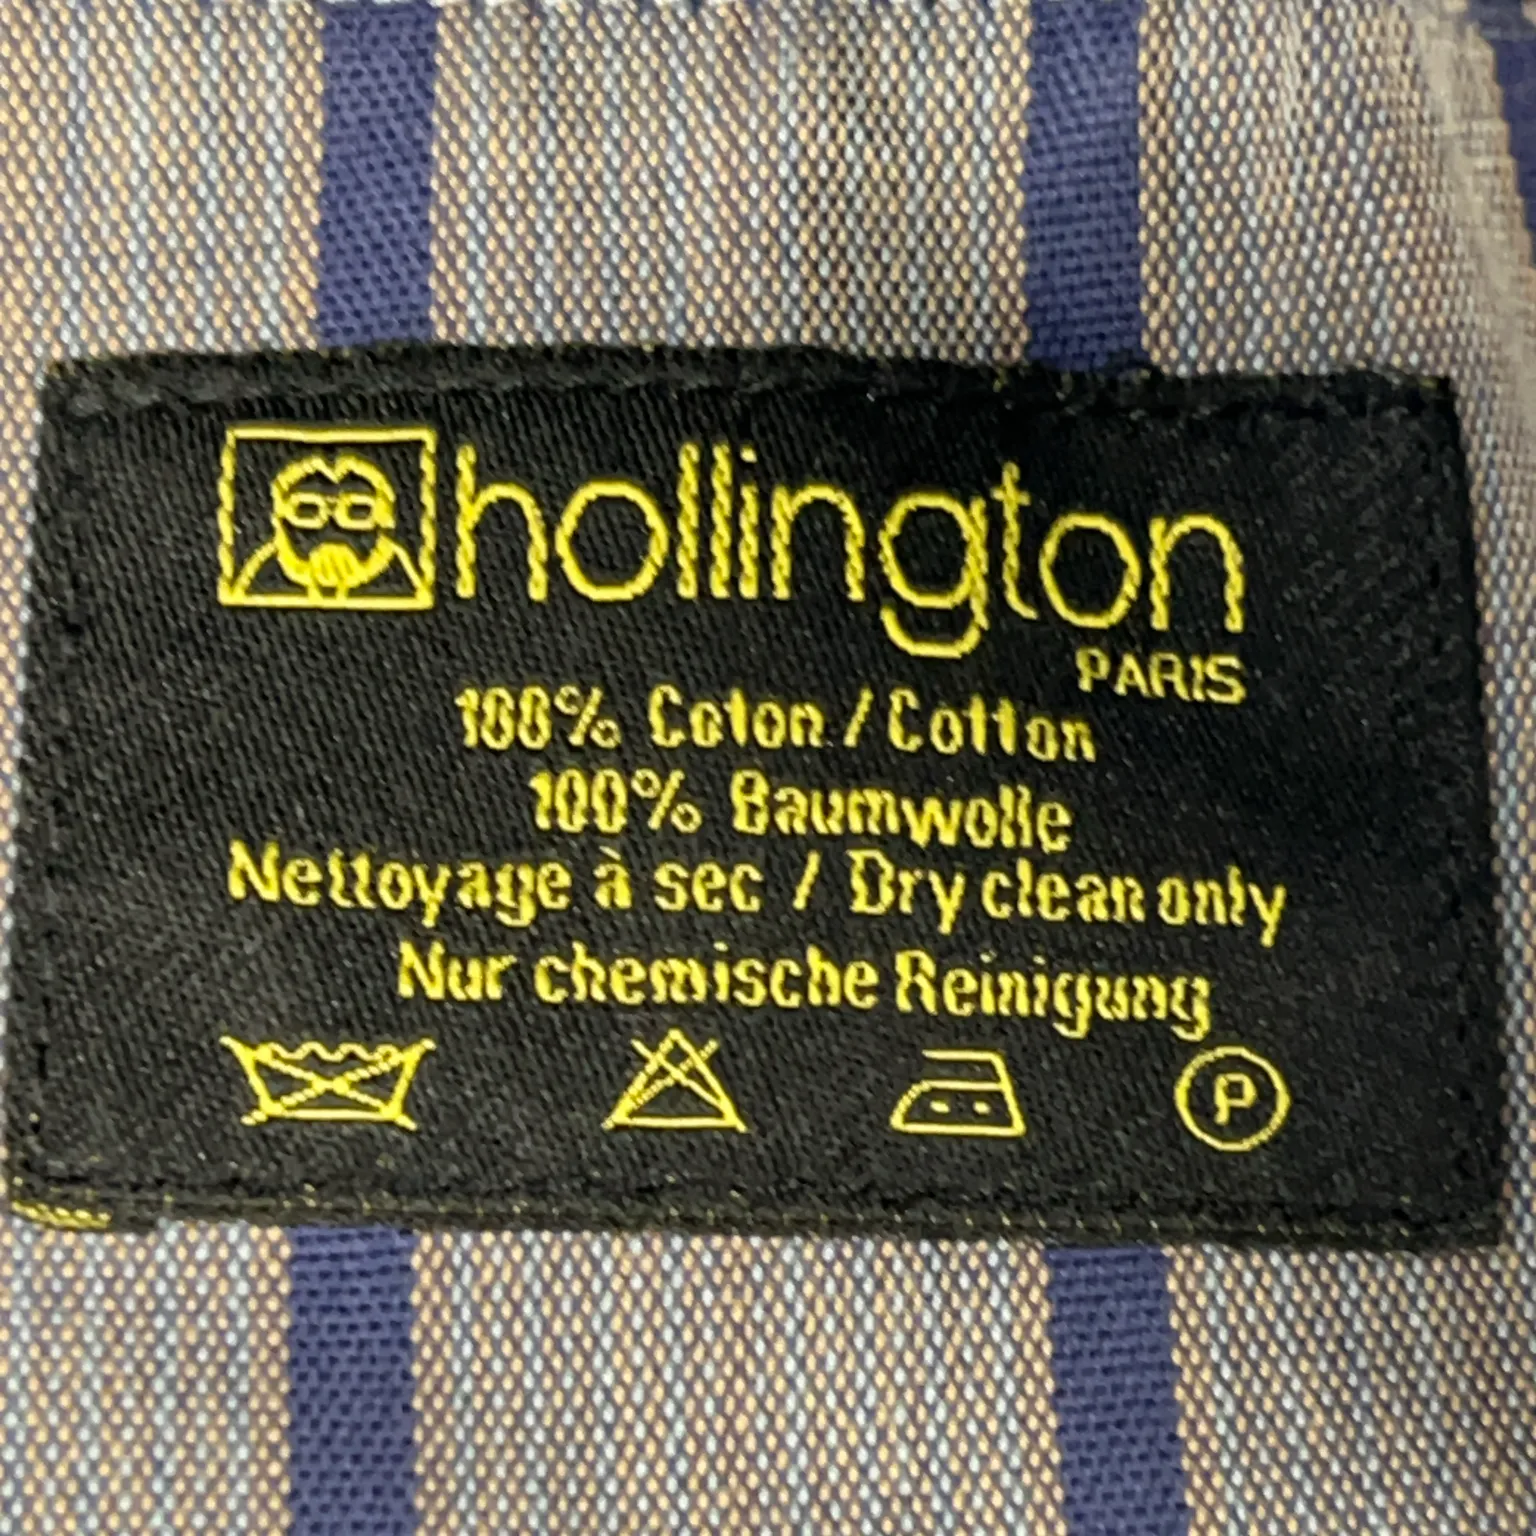 hollington
PARIS
100% Coton / Cotton
100% Baumwolle
Nettoyage à sec / Dry clean only
Nur chemische Reinigung
P